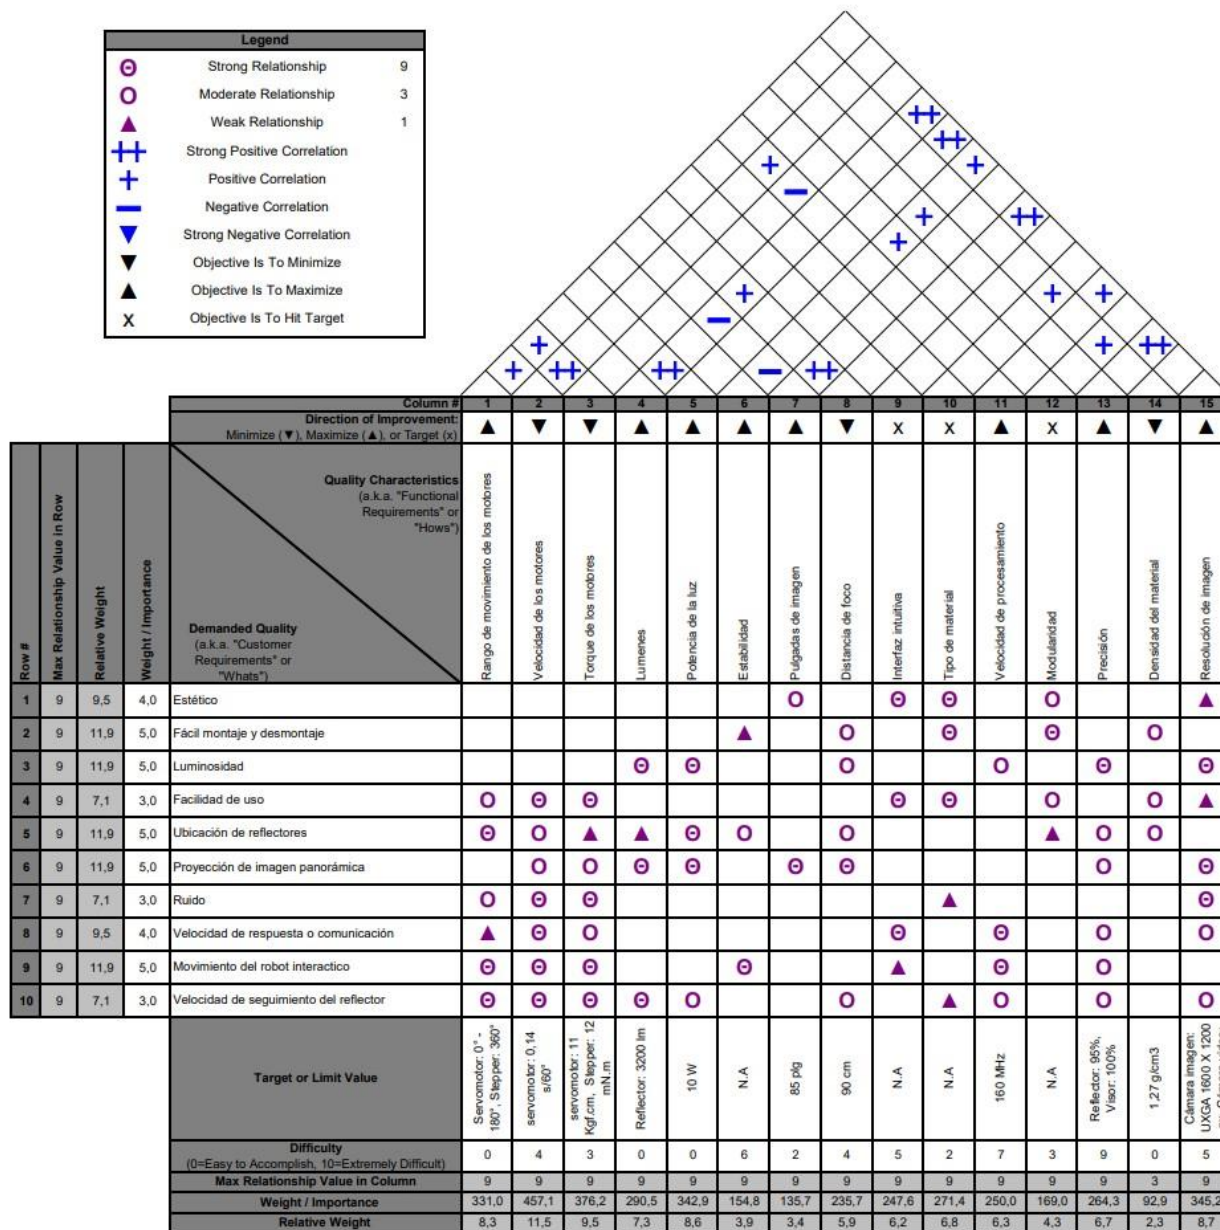 Legend
Θ Strong Relationship 9
Ο Moderate Relationship 3
▲ Weak Relationship 1
┼┼ Strong Positive Correlation
┼ Positive Correlation
▬ Negative Correlation
▼ Strong Negative Correlation
▼ Objective Is To Minimize
▲ Objective Is To Maximize
X Objective Is To Hit Target
Column # 1 2 3 4 5 6 7 8 9 10 11 12 13 14 15
Direction of Improvement:
Minimize (▼), Maximize (▲), or Target (x) ▲ ▼ ▼ ▲ ▲ ▲ ▲ ▼ x x ▲ x ▲ ▼ ▲
Row #
Max Relationship Value in Row
Relative Weight
Weight / Importance
Quality Characteristics
(a.k.a. "Functional
Requirements" or
"Hows")
Demanded Quality
(a.k.a. "Customer
Requirements" or
"Whats")
Rango de movimiento de los motores
Velocidad de los motores
Torque de los motores
Lumenes
Potencia de la luz
Estabilidad
Pulgadas de imagen
Distancia de foco
Interfaz intuitiva
Tipo de material
Velocidad de procesamiento
Modularidad
Precisión
Densidad del material
Resolución de imagen
1 9 9,5 4,0 Estético Ο Θ Θ Ο ▲
2 9 11,9 5,0 Fácil montaje y desmontaje ▲ Ο Θ Θ Ο
3 9 11,9 5,0 Luminosidad Θ Θ Ο Ο Θ Θ
4 9 7,1 3,0 Facilidad de uso Ο Θ Θ Θ Θ Ο Ο ▲
5 9 11,9 5,0 Ubicación de reflectores Θ Ο ▲ ▲ Θ Ο Ο ▲ Ο Ο
6 9 11,9 5,0 Proyección de imagen panorámica Ο Ο Θ Θ Θ Θ Ο Θ
7 9 7,1 3,0 Ruido Ο Θ Θ ▲ Θ
8 9 9,5 4,0 Velocidad de respuesta o comunicación ▲ Θ Ο Θ Θ Ο Ο
9 9 11,9 5,0 Movimiento del robot interactico Θ Θ Θ Θ ▲ Θ Ο
10 9 7,1 3,0 Velocidad de seguimiento del reflector Θ Θ Θ Θ Ο Ο ▲ Ο Ο Ο
Target or Limit Value
Servomotor: 0° -
180°, Stepper: 360°
servomotor: 0,14
s/60°
servomotor: 11
Kgf.cm, Stepper: 12
mN.m
Reflector: 3200 lm
10 W
N.A
85 plg
90 cm
N.A
N.A
160 MHz
N.A
Reflector: 95%,
Visor: 100%
1,27 g/cm3
Cámara imagen:
UXGA 1600 X 1200
Difficulty
(0=Easy to Accomplish, 10=Extremely Difficult) 0 4 3 0 0 6 2 4 5 2 7 3 9 0 5
Max Relationship Value in Column 9 9 9 9 9 9 9 9 9 9 9 9 9 3 9
Weight / Importance 331,0 457,1 376,2 290,5 342,9 154,8 135,7 235,7 247,6 271,4 250,0 169,0 264,3 92,9 345,2
Relative Weight 8,3 11,5 9,5 7,3 8,6 3,9 3,4 5,9 6,2 6,8 6,3 4,3 6,7 2,3 8,7